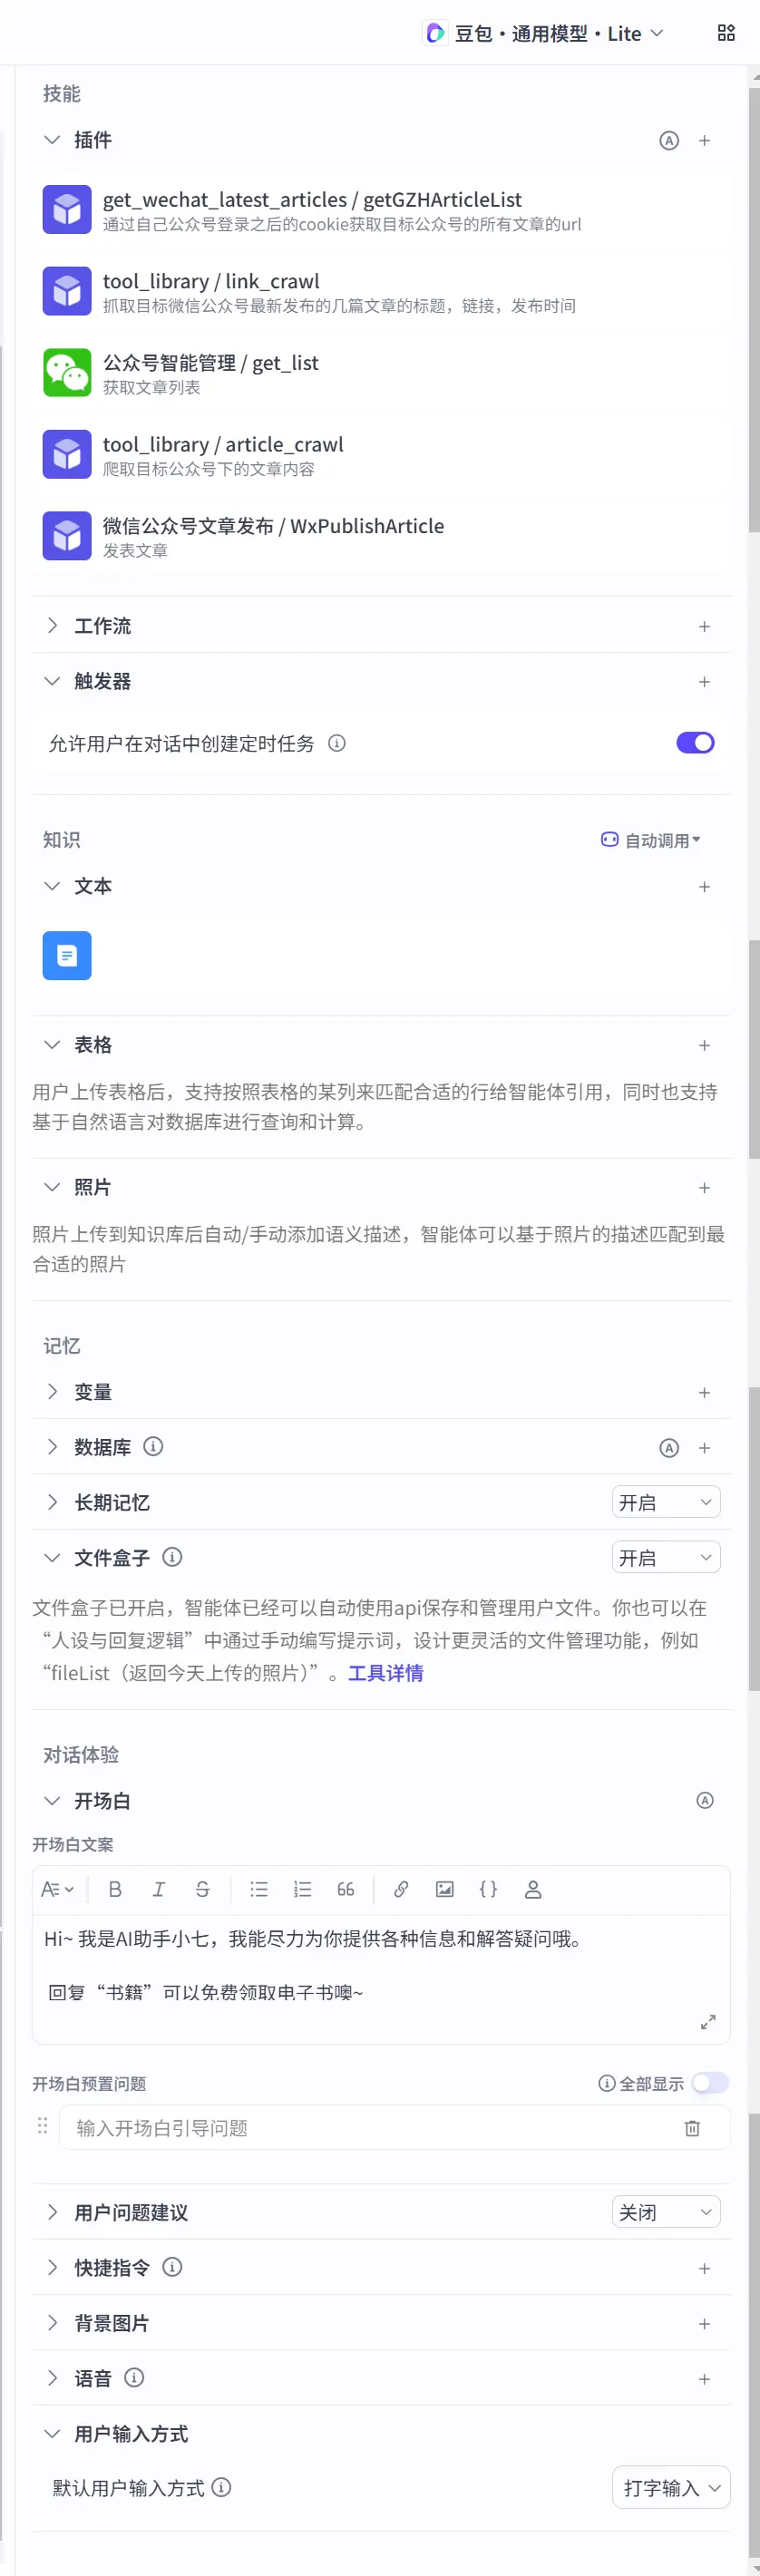 豆包·通用模型·Lite
技能
插件
get_wechat_latest_articles / getGZHArticleList
通过自己公众号登录之后的cookie获取目标公众号的所有文章的url
tool_library / link_crawl
抓取目标微信公众号最新发布的几篇文章的标题，链接，发布时间
公众号智能管理 / get_list
获取文章列表
tool_library / article_crawl
爬取目标公众号下的文章内容
微信公众号文章发布 / WxPublishArticle
发表文章
工作流
触发器
允许用户在对话中创建定时任务
知识
自动调用
文本
表格
用户上传表格后，支持按照表格的某列来匹配合适的行给智能体引用，同时也支持
基于自然语言对数据库进行查询和计算。
照片
照片上传到知识库后自动/手动添加语义描述，智能体可以基于照片的描述匹配到最
合适的照片
记忆
变量
数据库
长期记忆
开启
文件盒子
开启
文件盒子已开启，智能体已经可以自动使用api保存和管理用户文件。你也可以在
“人设与回复逻辑”中通过手动编写提示词，设计更灵活的文件管理功能，例如
“fileList（返回今天上传的照片）”。工具详情
对话体验
开场白
开场白文案
Hi~ 我是AI助手小七，我能尽力为你提供各种信息和解答疑问哦。
回复“书籍”可以免费领取电子书噢~
开场白预置问题
全部显示
输入开场白引导问题
用户问题建议
关闭
快捷指令
背景图片
语音
用户输入方式
默认用户输入方式
打字输入